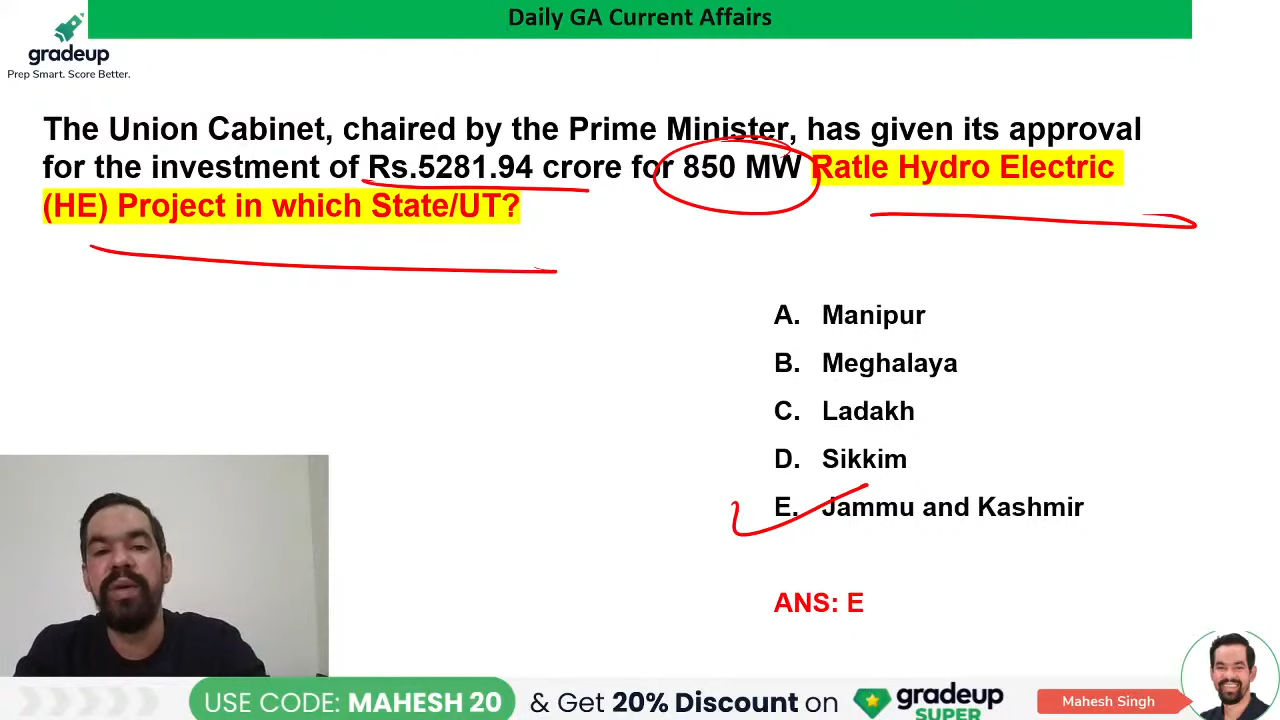 Daily GA Current Affairs
gradeup
Prep Smart. Score Better.
The Union Cabinet, chaired by the Prime Minister, has given its approval
for the investment of Rs.5281.94 crore for 850 MW Ratle Hydro Electric
(HE) Project in which State/UT?
A. Manipur
B. Meghalaya
C. Ladakh
D. Sikkim
E. Jammu and Kashmir
ANS: E
USE CODE: MAHESH 20 & Get 20% Discount on gradeup
SUPER
Mahesh Singh